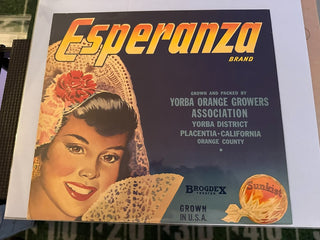 Esperanza
BRAND
GROWN AND PACKED BY
YORBA ORANGE GROWERS
ASSOCIATION
YORBA DISTRICT
PLACENTIA - CALIFORNIA
ORANGE COUNTY
BROGDEX
TREATED
Sunkist
GROWN
IN U.S.A.